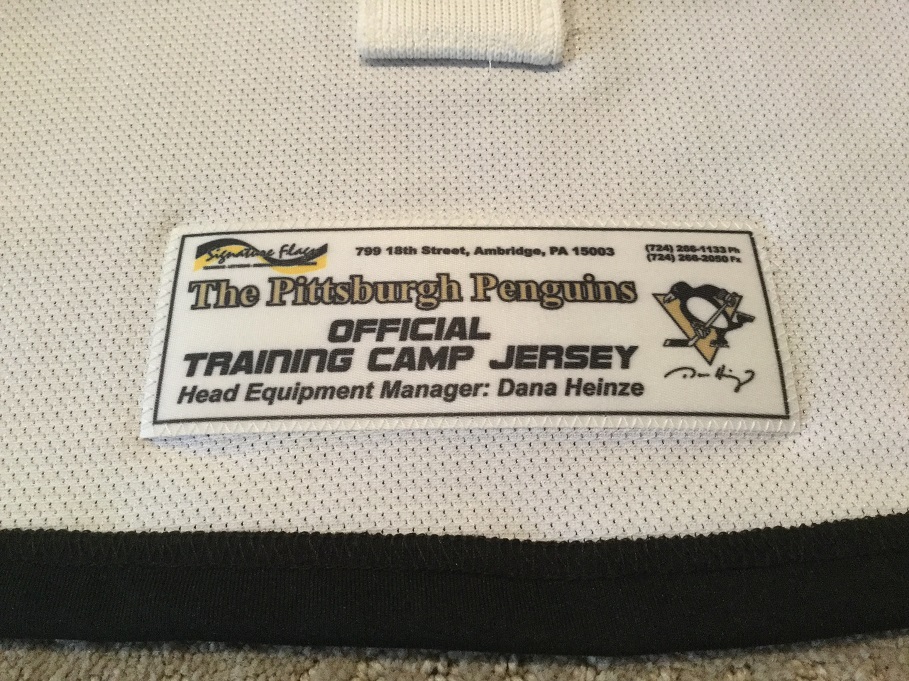 Signature Flags
799 18th Street, Ambridge, PA 15003
(724) 266-1133 Ph
(724) 266-2050 Fx
The Pittsburgh Penguins
OFFICIAL
TRAINING CAMP JERSEY
Head Equipment Manager: Dana Heinze